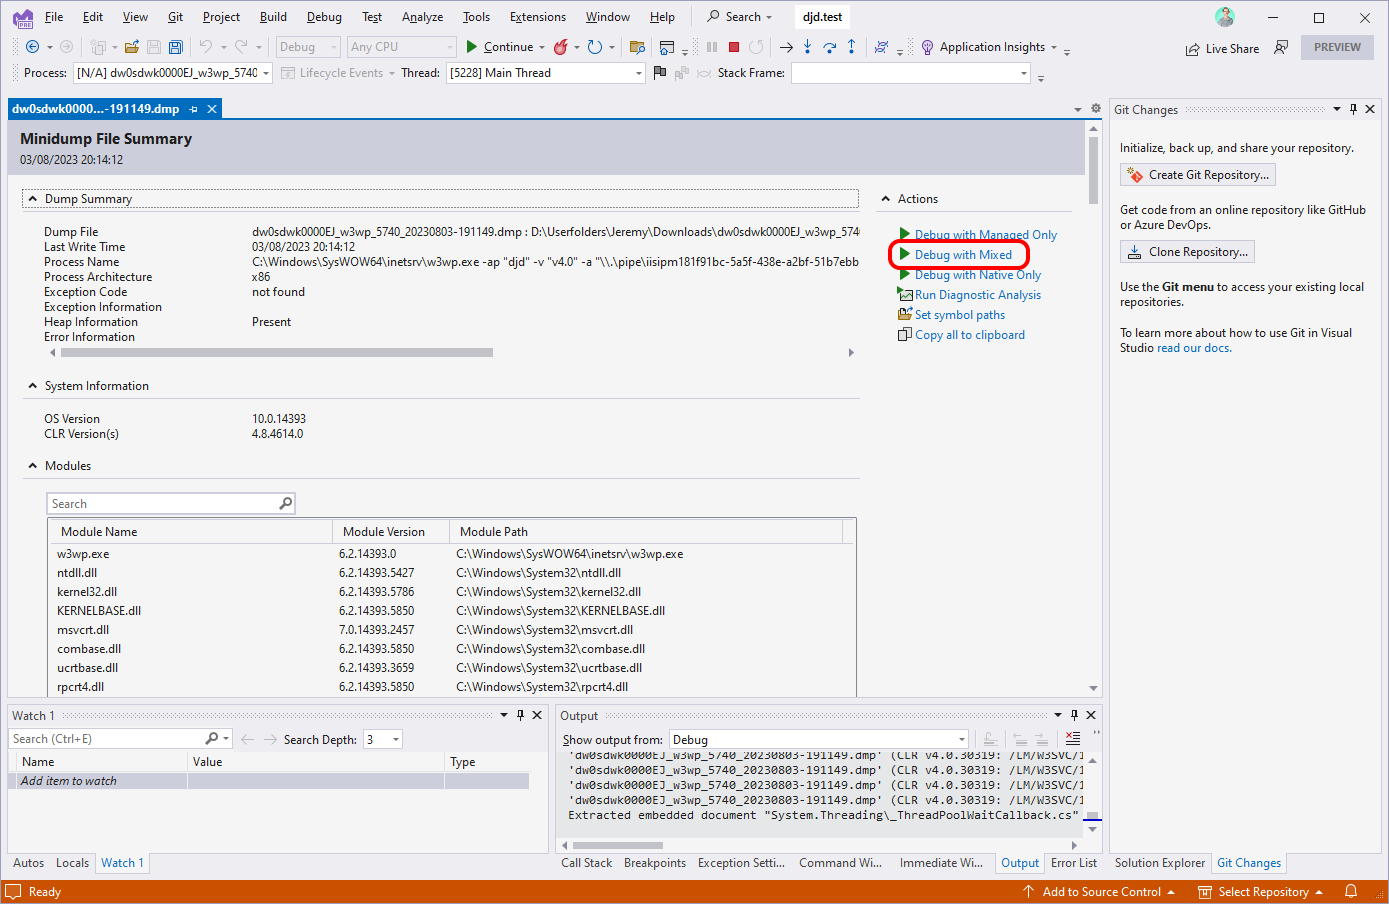 File Edit View Git Project Build Debug Test Analyze Tools Extensions Window Help Search djd.test
PRE
Debug Any CPU Continue Application Insights Live Share PREVIEW
Process: [N/A] dw0sdwk0000EJ_w3wp_5740 Lifecycle Events Thread: [5228] Main Thread Stack Frame:
dw0sdwk0000...-191149.dmp
Minidump File Summary
03/08/2023 20:14:12
Dump Summary
Dump File dw0sdwk0000EJ_w3wp_5740_20230803-191149.dmp : D:\Userfolders\Jeremy\Downloads\dw0sdwk0000EJ_w3wp_574
Last Write Time 03/08/2023 20:14:12
Process Name C:\Windows\SysWOW64\inetsrv\w3wp.exe -ap "djd" -v "v4.0" -a "\\.\pipe\iisipm181f91bc-5a5f-438e-a2bf-51b7ebb
Process Architecture x86
Exception Code not found
Exception Information
Heap Information Present
Error Information
System Information
OS Version 10.0.14393
CLR Version(s) 4.8.4614.0
Modules
Search
Module Name Module Version Module Path
w3wp.exe 6.2.14393.0 C:\Windows\SysWOW64\inetsrv\w3wp.exe
ntdll.dll 6.2.14393.5427 C:\Windows\System32\ntdll.dll
kernel32.dll 6.2.14393.5786 C:\Windows\System32\kernel32.dll
KERNELBASE.dll 6.2.14393.5850 C:\Windows\System32\KERNELBASE.dll
msvcrt.dll 7.0.14393.2457 C:\Windows\System32\msvcrt.dll
combase.dll 6.2.14393.5850 C:\Windows\System32\combase.dll
ucrtbase.dll 6.2.14393.3659 C:\Windows\System32\ucrtbase.dll
rpcrt4.dll 6.2.14393.5850 C:\Windows\System32\rpcrt4.dll
Actions
Debug with Managed Only
Debug with Mixed
Debug with Native Only
Run Diagnostic Analysis
Set symbol paths
Copy all to clipboard
Git Changes
Initialize, back up, and share your repository.
Create Git Repository...
Get code from an online repository like GitHub
or Azure DevOps.
Clone Repository...
Use the Git menu to access your existing local
repositories.
To learn more about how to use Git in Visual
Studio read our docs.
Watch 1
Search (Ctrl+E) Search Depth: 3
Name Value Type
Add item to watch
Autos Locals Watch 1
Output
Show output from: Debug
'dw0sdwk0000EJ_w3wp_5740_20230803-191149.dmp' (CLR v4.0.30319: /LM/W3SVC/1
'dw0sdwk0000EJ_w3wp_5740_20230803-191149.dmp' (CLR v4.0.30319: /LM/W3SVC/1
'dw0sdwk0000EJ_w3wp_5740_20230803-191149.dmp' (CLR v4.0.30319: /LM/W3SVC/1
'dw0sdwk0000EJ_w3wp_5740_20230803-191149.dmp' (CLR v4.0.30319: /LM/W3SVC/1
Extracted embedded document "System.Threading\_ThreadPoolWaitCallback.cs"
Call Stack Breakpoints Exception Setti... Command Wi... Immediate Wi... Output Error List
Solution Explorer Git Changes
Ready Add to Source Control Select Repository